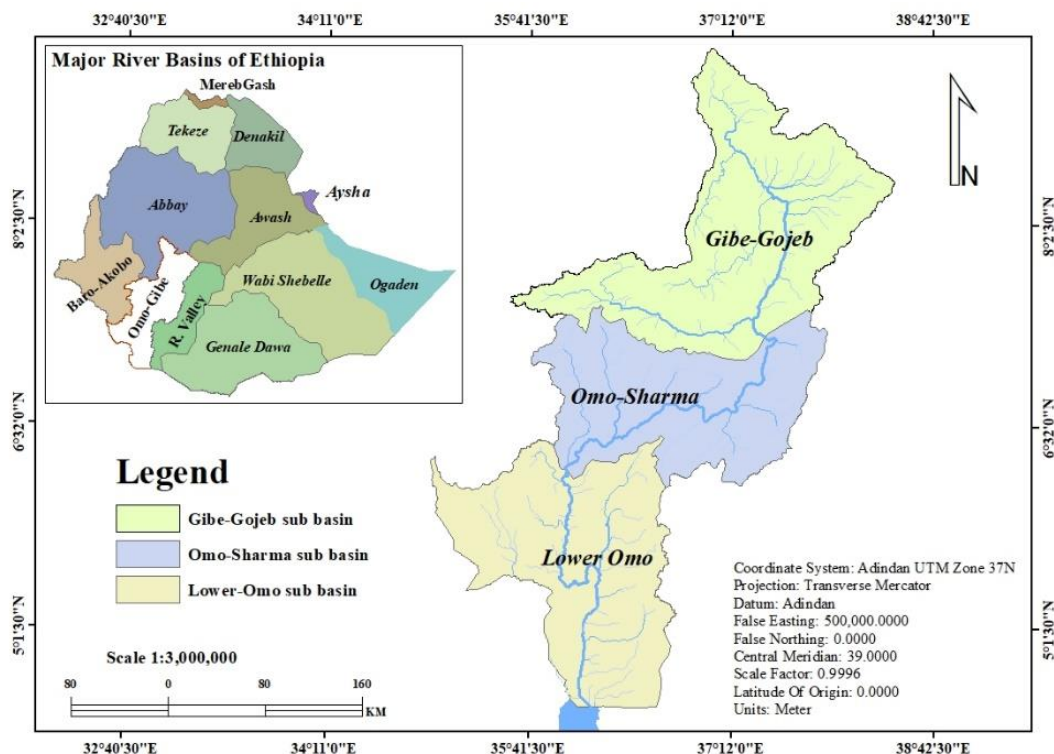 32°40'30"E 34°11'0"E 35°41'30"E 37°12'0"E 38°42'30"E
Major River Basins of Ethiopia
MerebGash
Tekeze
Denakil
Aysha
Abbay
Awash
Baro-Akobo
Omo-Gibe
R. Valley
Wabi Shebelle
Ogaden
Genale Dawa
N
Gibe-Gojeb
Omo-Sharma
Lower Omo
8°2'30"N
6°32'0"N
5°1'30"N
8°2'30"N
6°32'0"N
5°1'30"N
Legend
Gibe-Gojeb sub basin
Omo-Sharma sub basin
Lower-Omo sub basin
Scale 1:3,000,000
80 0 80 160
KM
Coordinate System: Adindan UTM Zone 37N
Projection: Transverse Mercator
Datum: Adindan
False Easting: 500,000.0000
False Northing: 0.0000
Central Meridian: 39.0000
Scale Factor: 0.9996
Latitude Of Origin: 0.0000
Units: Meter
32°40'30"E 34°11'0"E 35°41'30"E 37°12'0"E 38°42'30"E